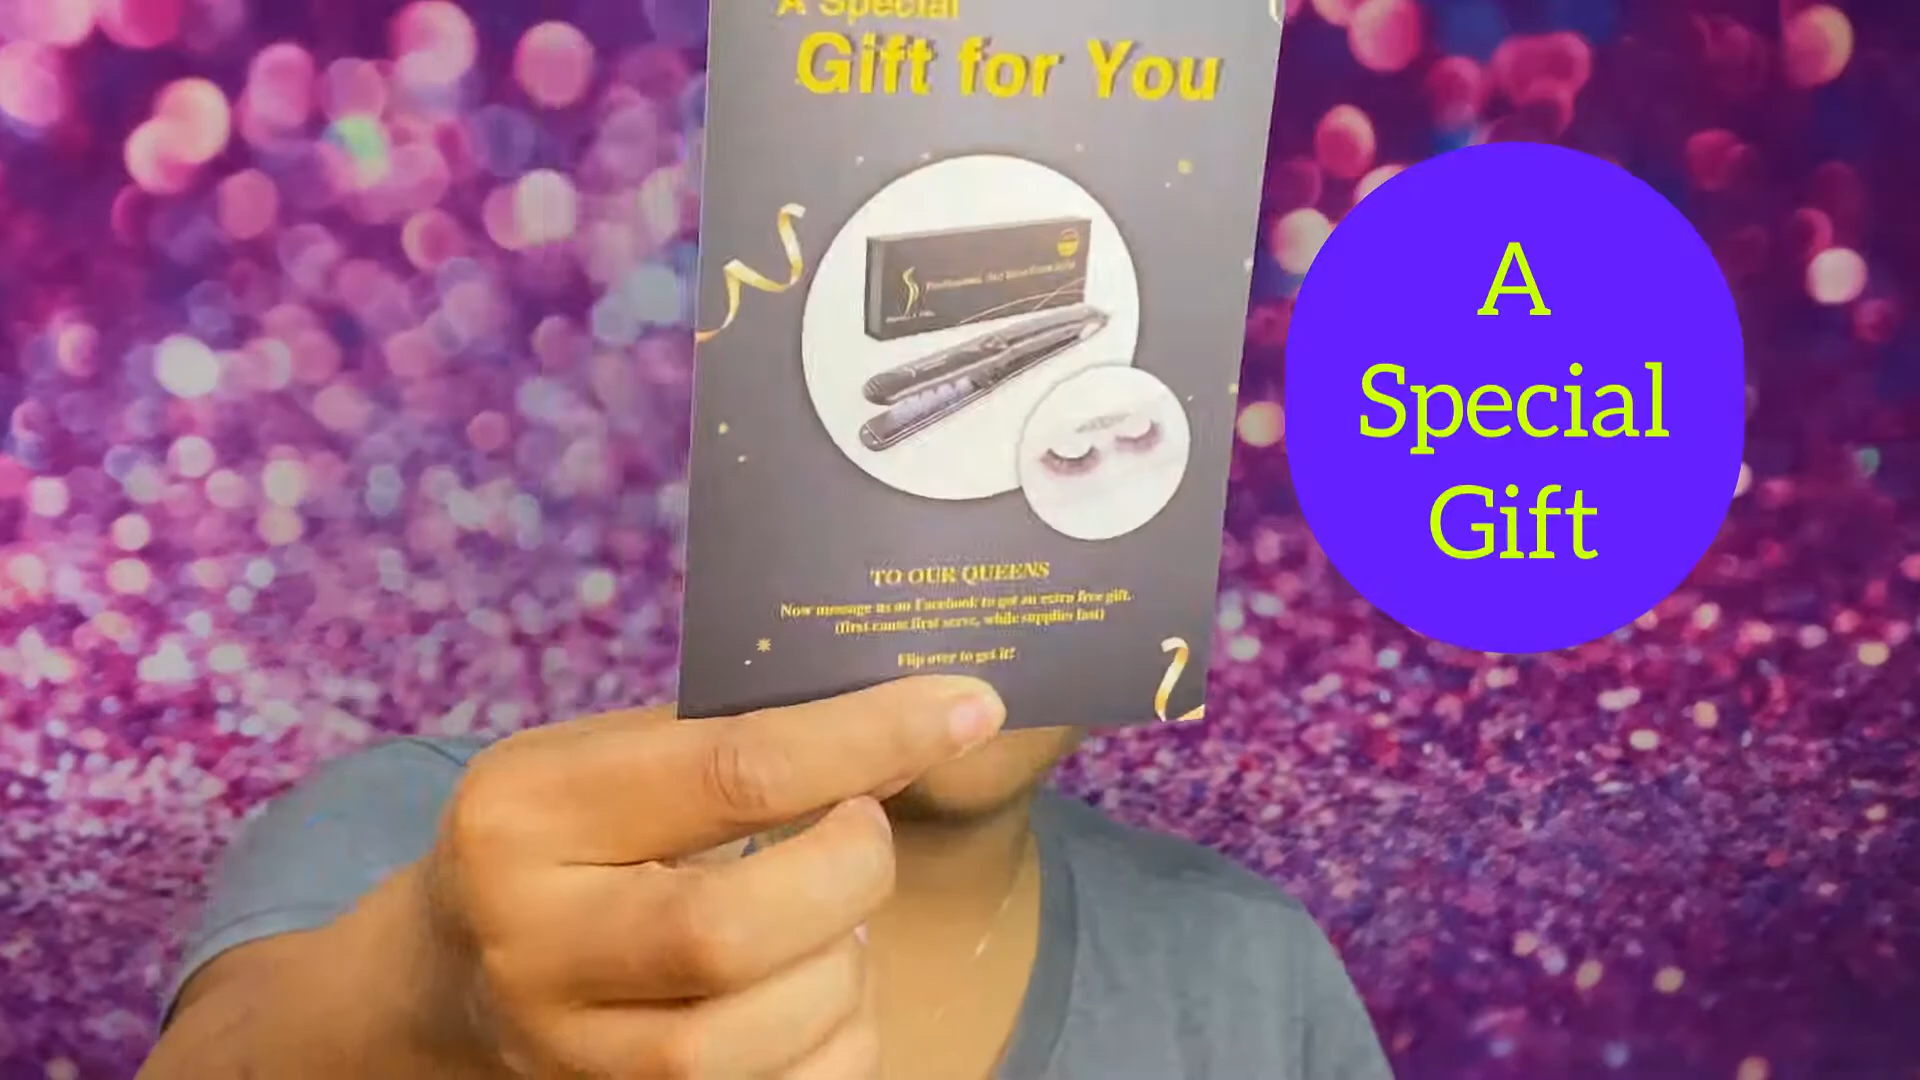 A Special
Gift for You
TO OUR QUEENS
Now message us on Facebook to get an extra free gift.
(first come first serve, while supplies last)
Flip over to get it!
A
Special
Gift